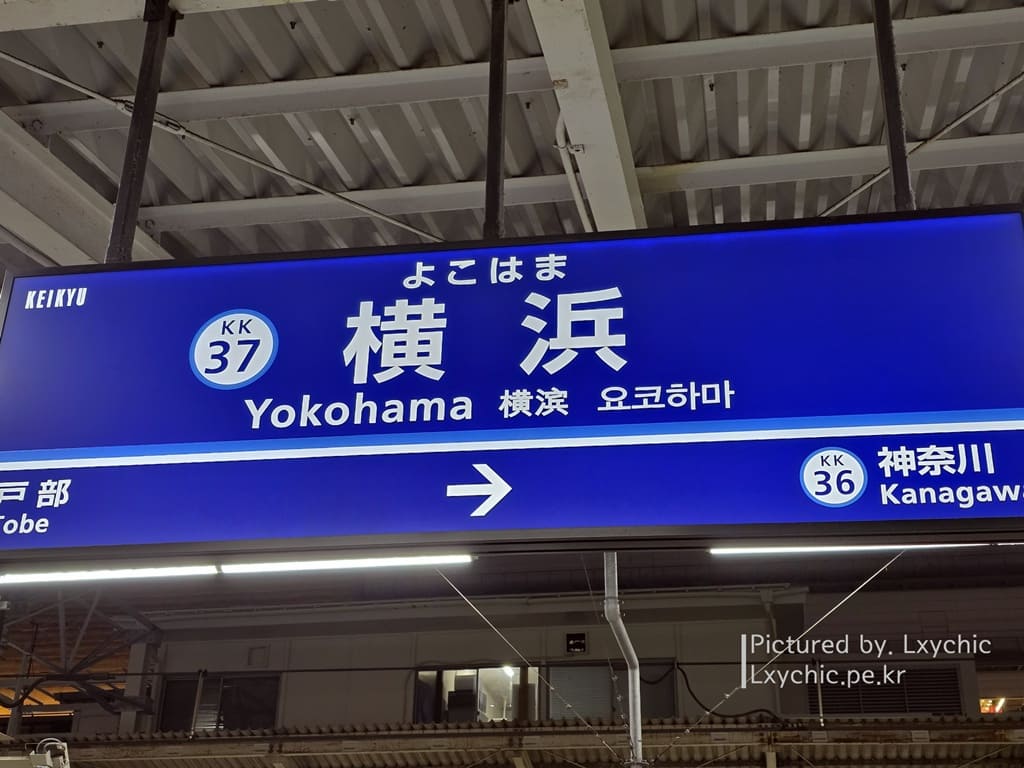 KEIKYU
よこはま
KK
37
横浜
Yokohama 横滨 요코하마
戸部
Tobe
→
KK
36
神奈川
Kanagawa
Pictured by. Lxychic
Lxychic.pe.kr